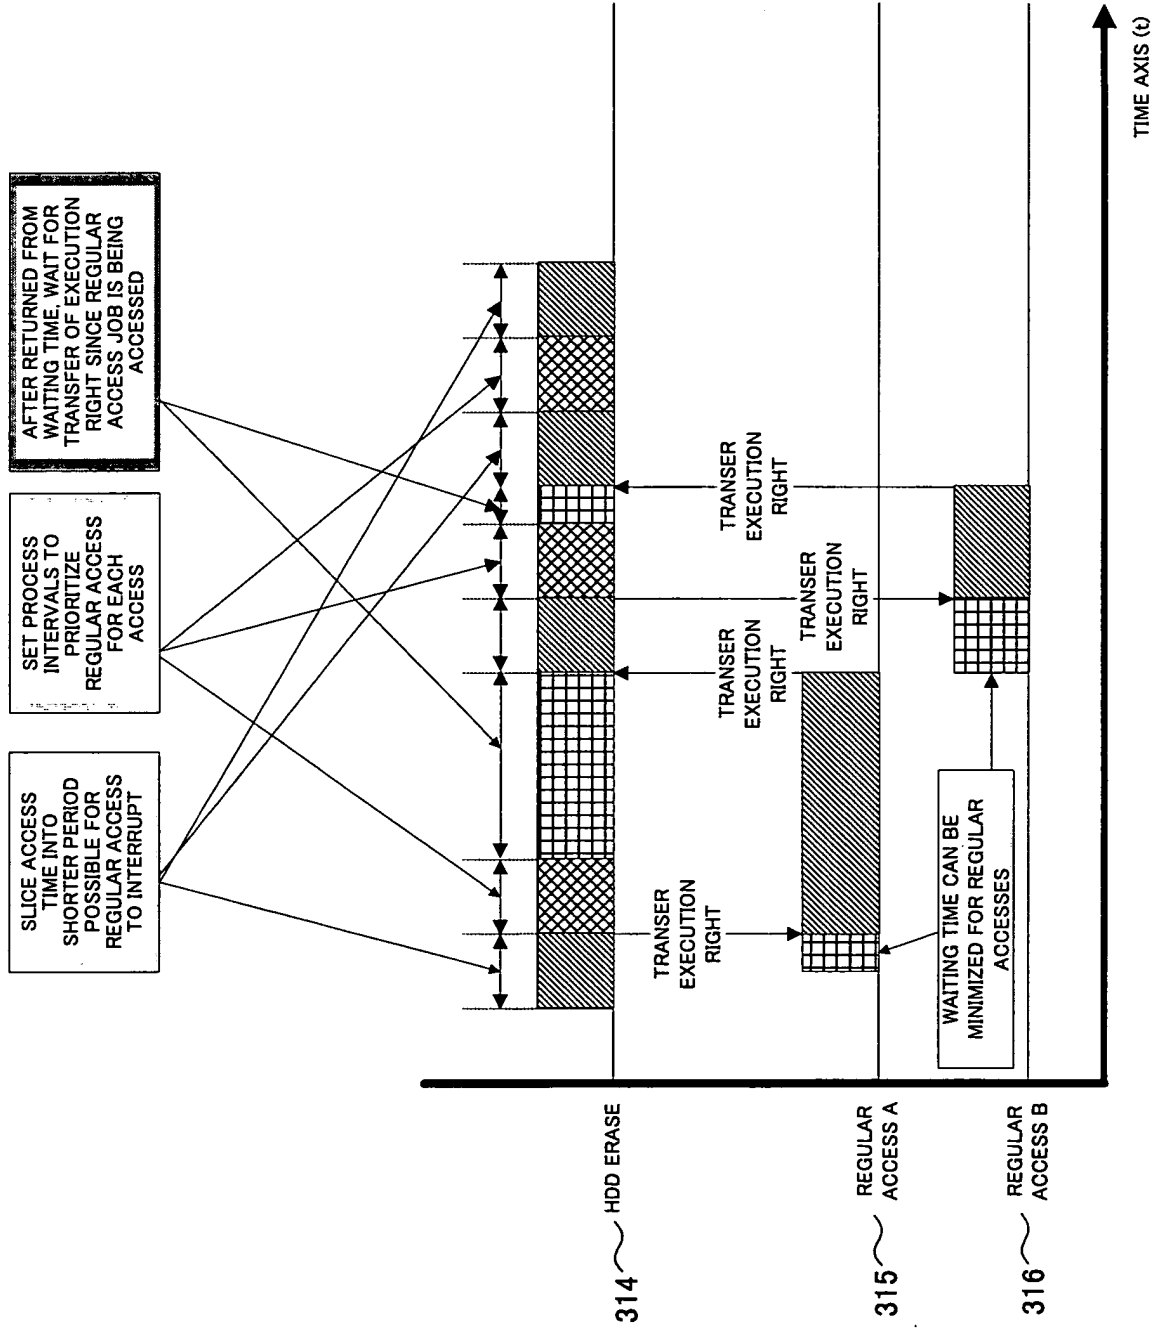 SLICE ACCESS
TIME INTO
SHORTER PERIOD
POSSIBLE FOR
REGULAR ACCESS
TO INTERRUPT
SET PROCESS
INTERVALS TO
PRIORITIZE
REGULAR ACCESS
FOR EACH
ACCESS
AFTER RETURNED FROM
WAITING TIME, WAIT FOR
TRANSFER OF EXECUTION
RIGHT SINCE REGULAR
ACCESS JOB IS BEING
ACCESSED
314
HDD ERASE
TRANSER
EXECUTION
RIGHT
TRANSER
EXECUTION
RIGHT
TRANSER
EXECUTION
RIGHT
TRANSER
EXECUTION
RIGHT
315
REGULAR
ACCESS A
WAITING TIME CAN BE
MINIMIZED FOR REGULAR
ACCESSES
316
REGULAR
ACCESS B
TIME AXIS (t)